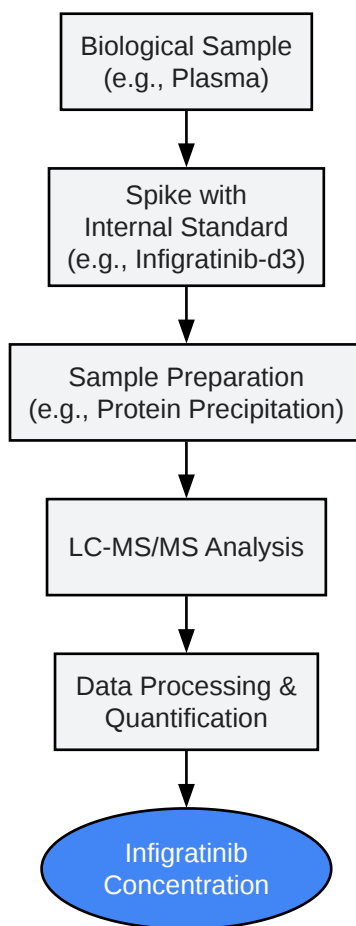 Biological Sample
(e.g., Plasma)
Spike with
Internal Standard
(e.g., Infigratinib-d3)
Sample Preparation
(e.g., Protein Precipitation)
LC-MS/MS Analysis
Data Processing &
Quantification
Infigratinib
Concentration